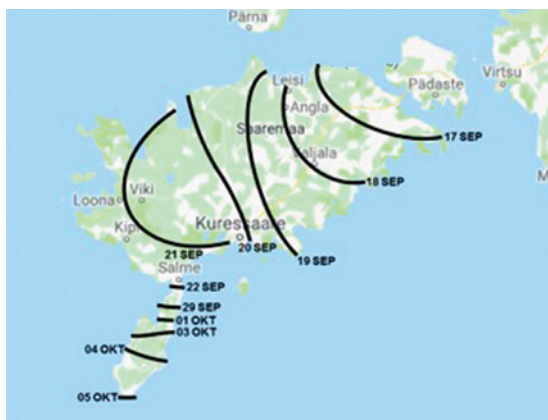 Pärna
Leisi
Virtsu
Pädaste
Angla
Saaremaa
17 SEP
Valjala
18 SEP
Viki
Loona
Kuressaare
Kipi
20 SEP
21 SEP
19 SEP
Salme
22 SEP
29 SEP
01 OKT
03 OKT
04 OKT
05 OKT